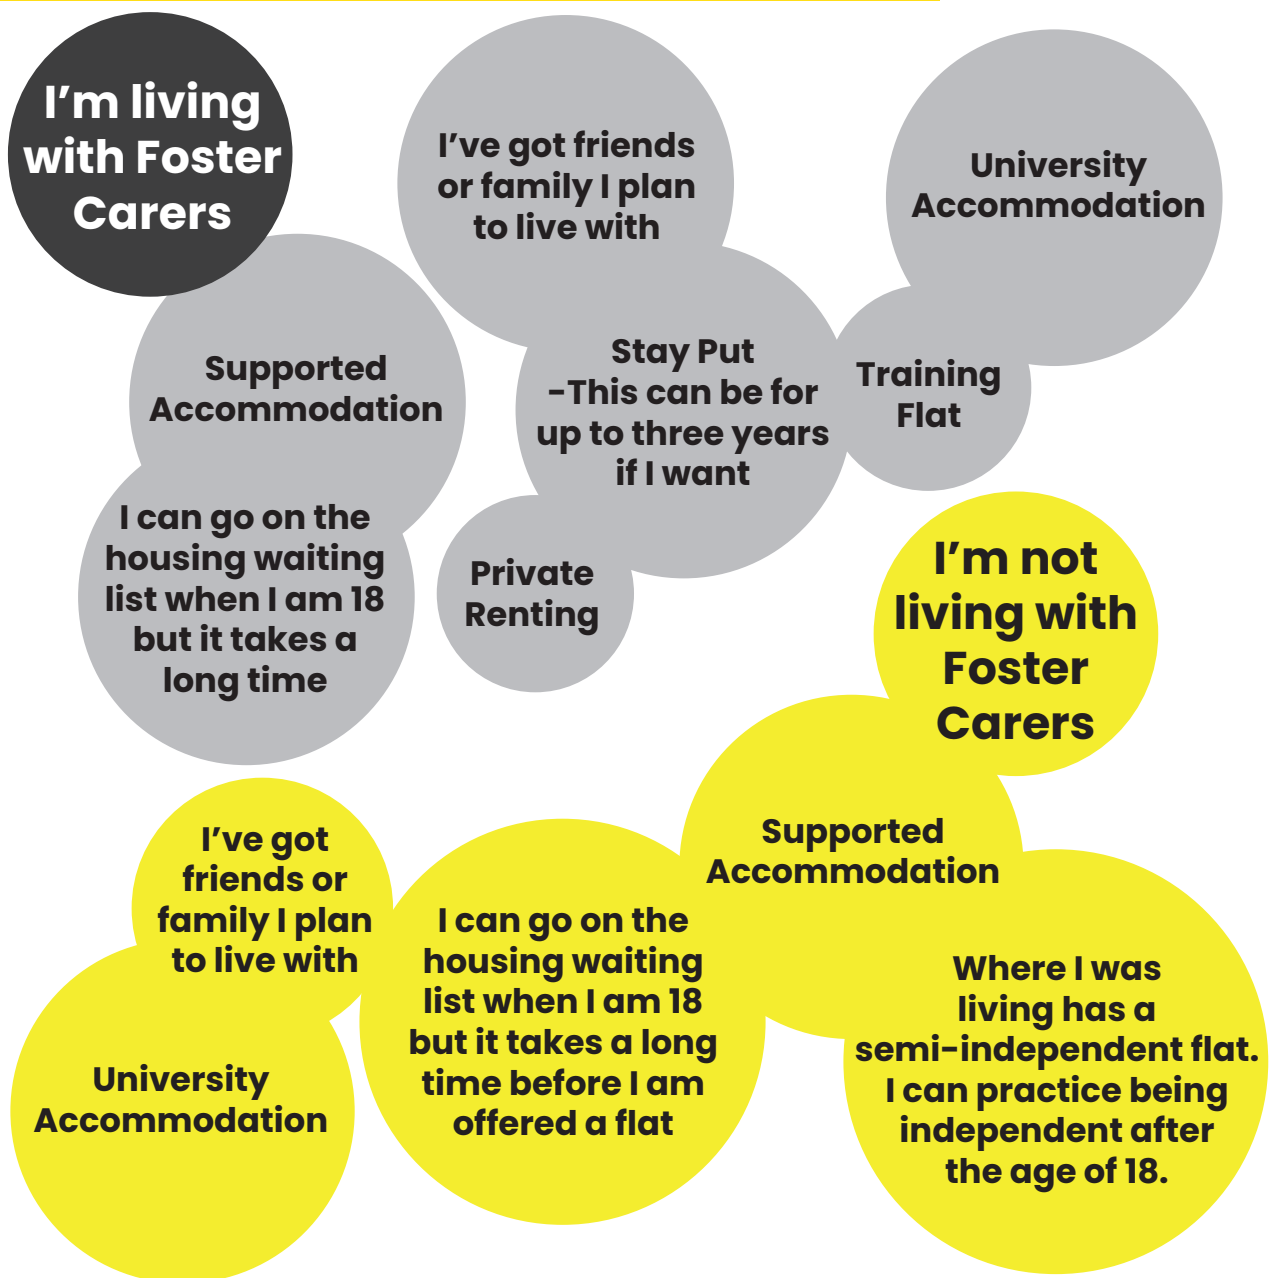 I’m living
with Foster
Carers
I’ve got friends
or family I plan
to live with
University
Accommodation
Supported
Accommodation
Stay Put
-This can be for
up to three years
if I want
Training
Flat
I can go on the
housing waiting
list when I am 18
but it takes a
long time
Private
Renting
I’m not
living with
Foster
Carers
I’ve got
friends or
family I plan
to live with
Supported
Accommodation
I can go on the
housing waiting
list when I am 18
but it takes a long
time before I am
offered a flat
Where I was
living has a
semi-independent flat.
I can practice being
independent after
the age of 18.
University
Accommodation